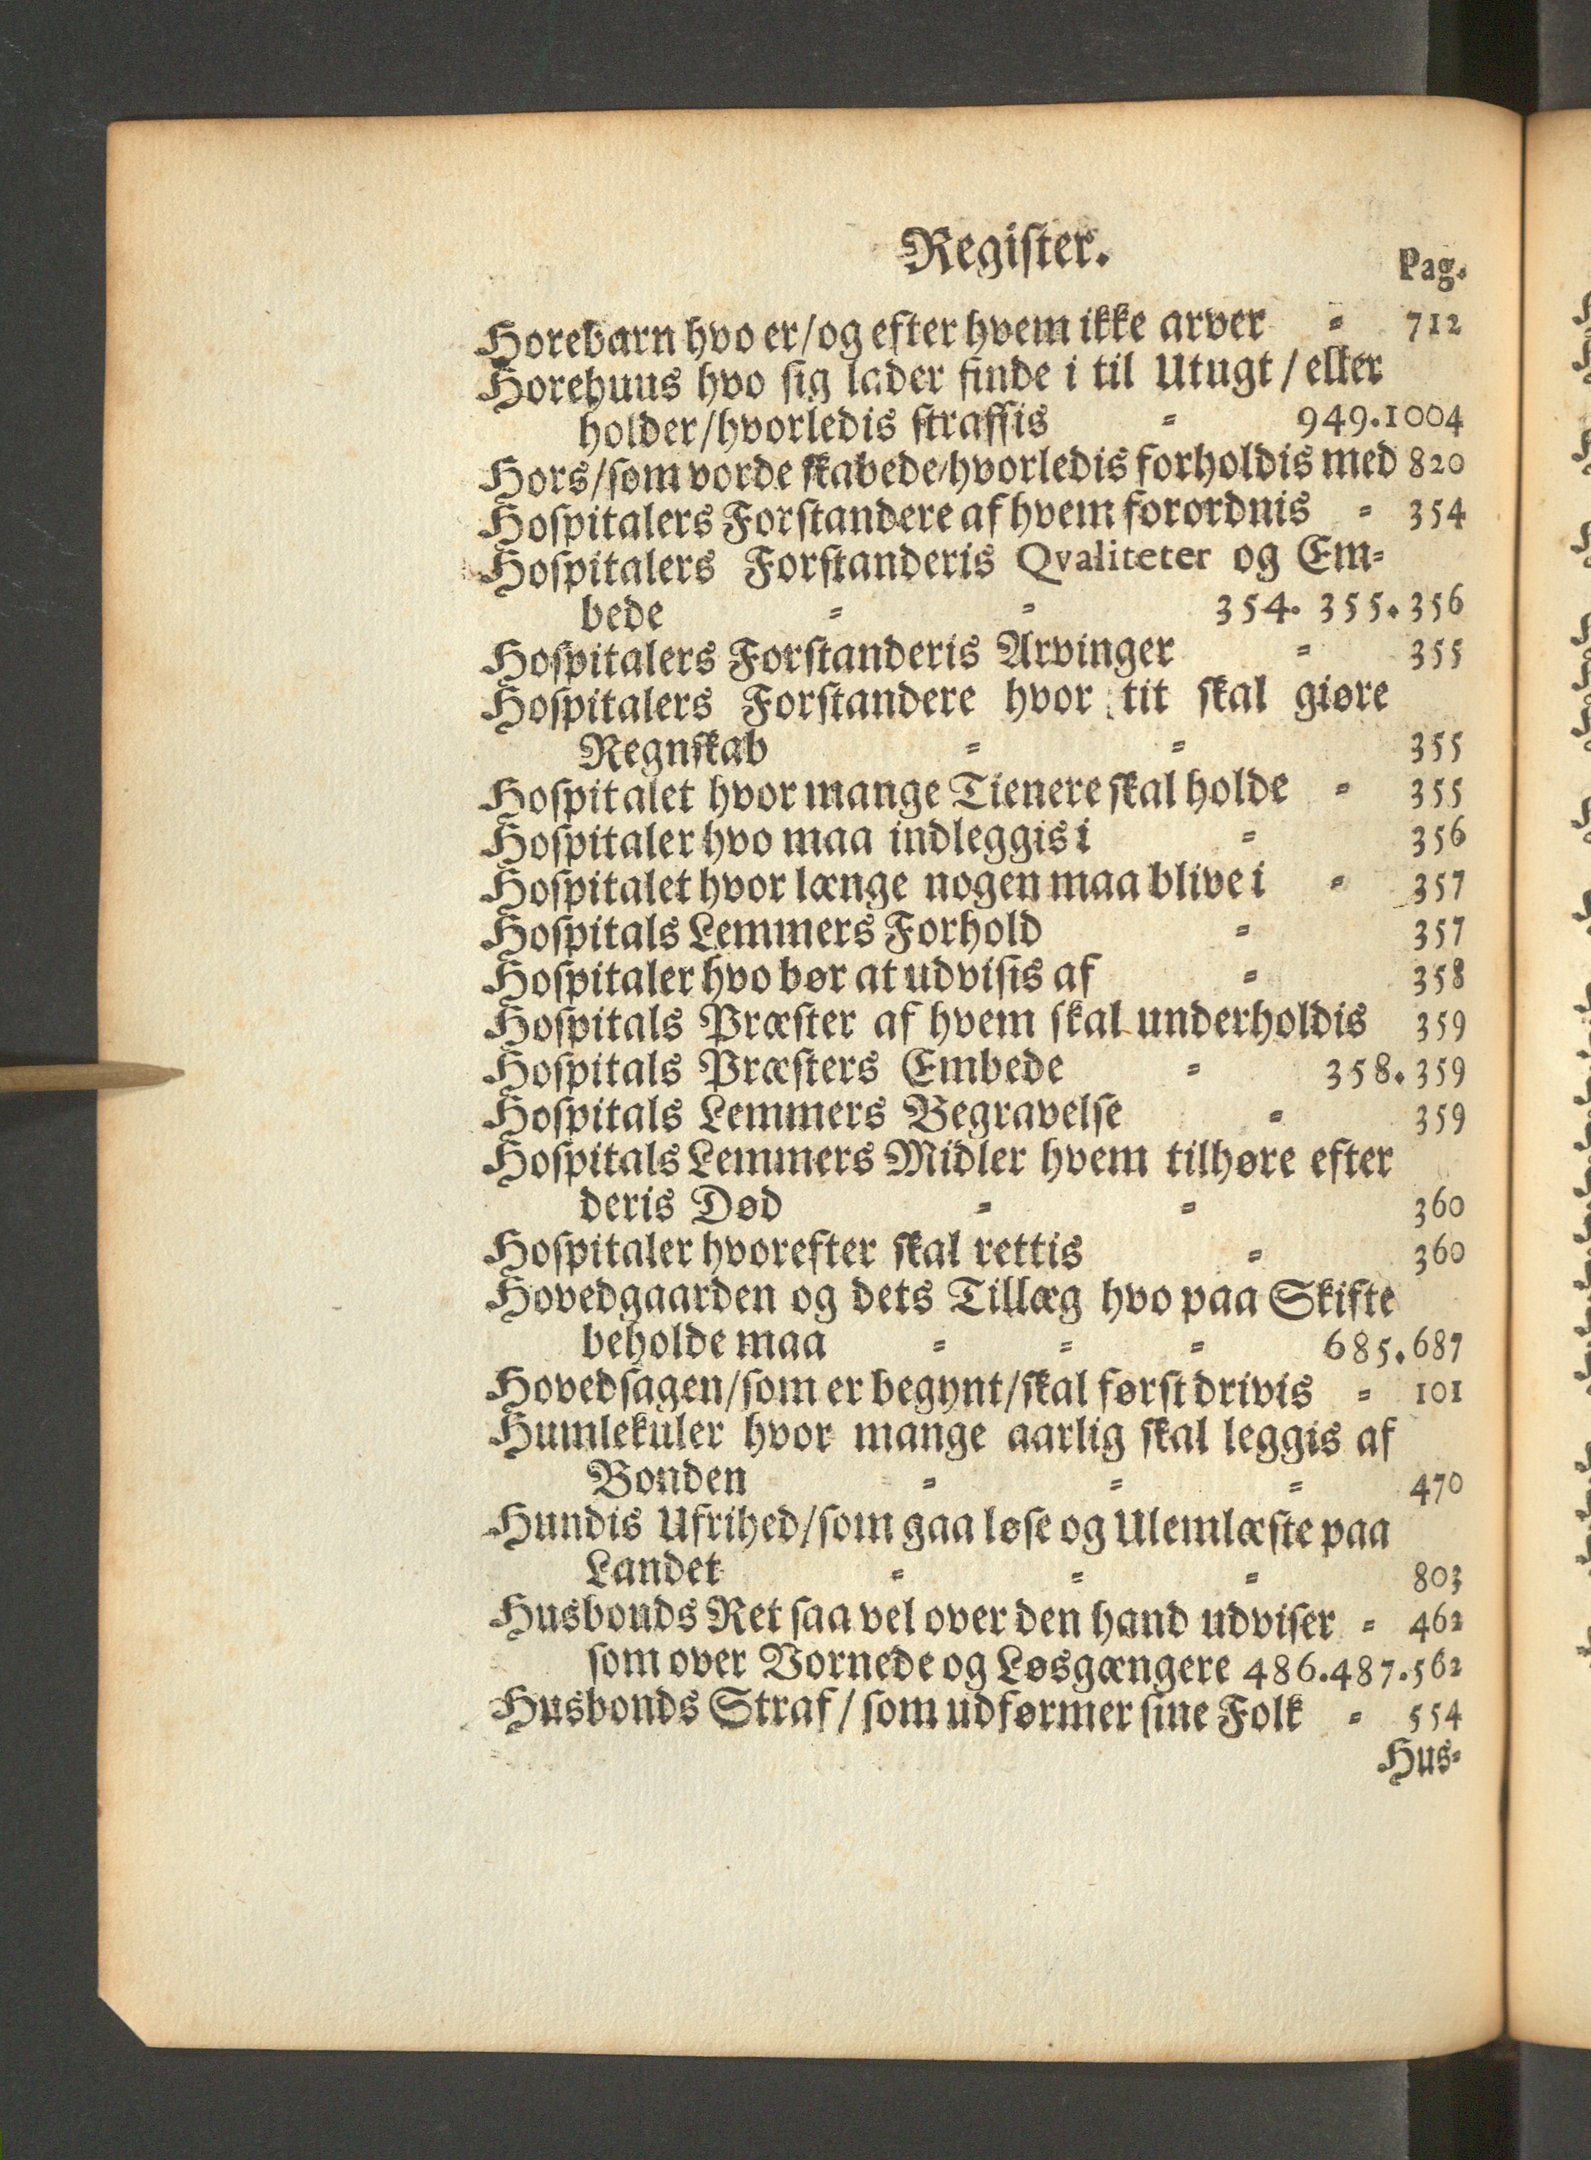 Register.
Pag.
Horebarn hvo er/og efter hvem ikke arver = 712
Horehuus hvo sig lader finde i til Utugt / eller
holder/hvorledis straffis = 949.1004
Hors/som vorde skabede/hvorledis forholdis med 820
Hospitalers Forstandere af hvem forordnis = 354
Hospitalers Forstanderis Qvaliteter og Em=
bede = = 354. 355. 356
Hospitalers Forstanderis Arvinger = 355
Hospitalers Forstandere hvor tit skal giøre
Regnskab = = 355
Hospitalet hvor mange Tienere skal holde = 355
Hospitaler hvo maa indleggis i = 356
Hospitalet hvor længe nogen maa blive i = 357
Hospitals Lemmers Forhold = 357
Hospitaler hvo bør at udvisis af = 358
Hospitals Præster af hvem skal underholdis 359
Hospitals Præsters Embede = 358. 359
Hospitals Lemmers Begravelse = 359
Hospitals Lemmers Midler hvem tilhøre efter
deris Død = = 360
Hospitaler hvorefter skal rettis = 360
Hovedgaarden og dets Tillæg hvo paa Skifte
beholde maa = = = 685. 687
Hovedsagen/som er begynt/skal først drivis = 101
Humlekuler hvor mange aarlig skal leggis af
Bonden = = = 470
Hundis Ufrihed/som gaa løse og Ulemlæste paa
Landet = = = 803
Husbonds Ret saa vel over den hand udviser = 462
som over Vornede og Løsgængere 486.487.562
Husbonds Straf / som udførmer sine Folk = 554
Hus=